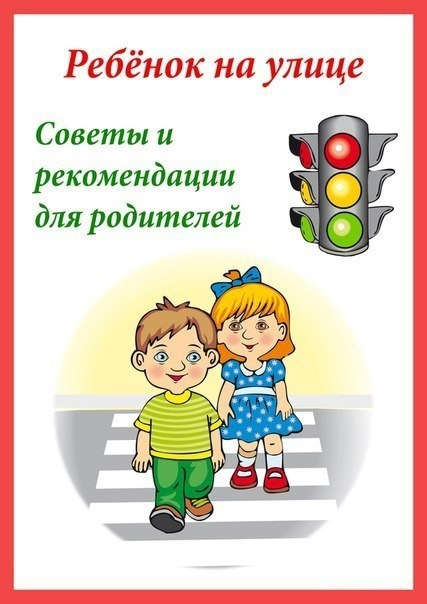 Ребёнок на улице
Советы и
рекомендации
для родителей